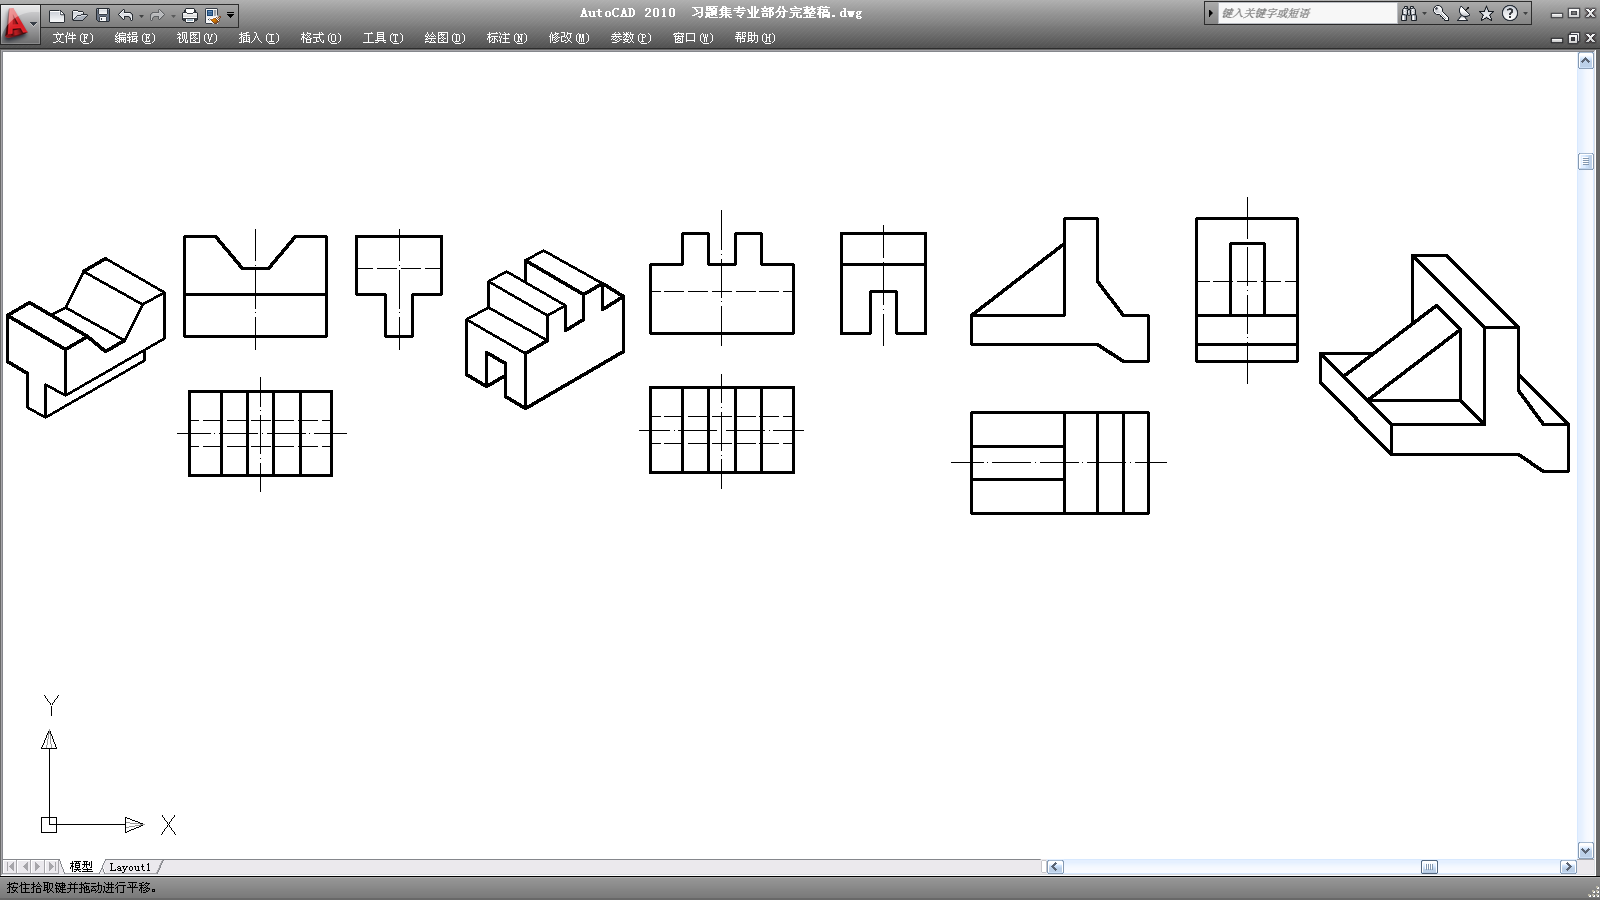 AutoCAD 2010 习题集专业部分完整稿.dwg
键入关键字或短语
文件(F) 编辑(E) 视图(V) 插入(I) 格式(O) 工具(T) 绘图(D) 标注(N) 修改(M) 参数(P) 窗口(W) 帮助(H)
Y
X
模型 Layout1
按住拾取键并拖动进行平移。